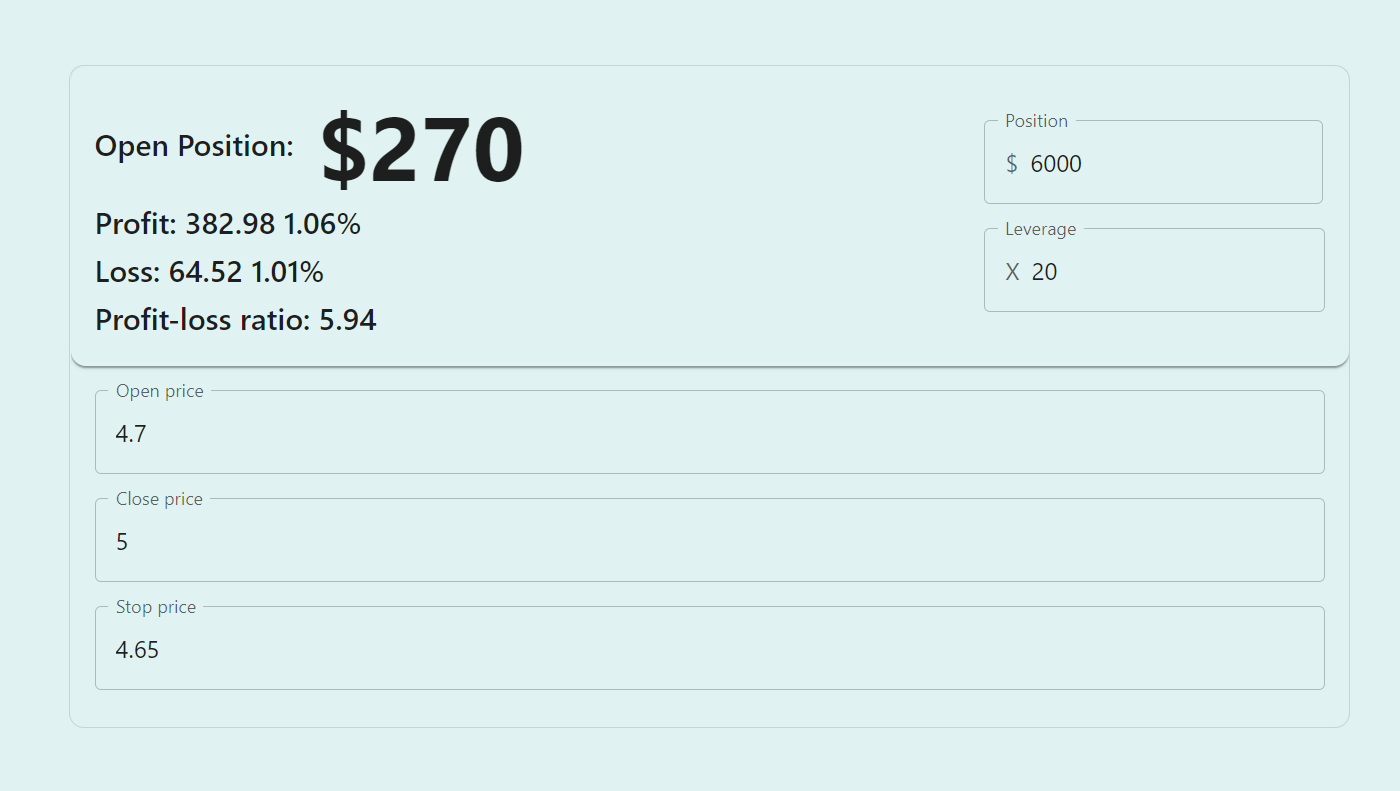 Open Position: $270
Profit: 382.98 1.06%
Loss: 64.52 1.01%
Profit-loss ratio: 5.94
Position
$ 6000
Leverage
X 20
Open price
4.7
Close price
5
Stop price
4.65